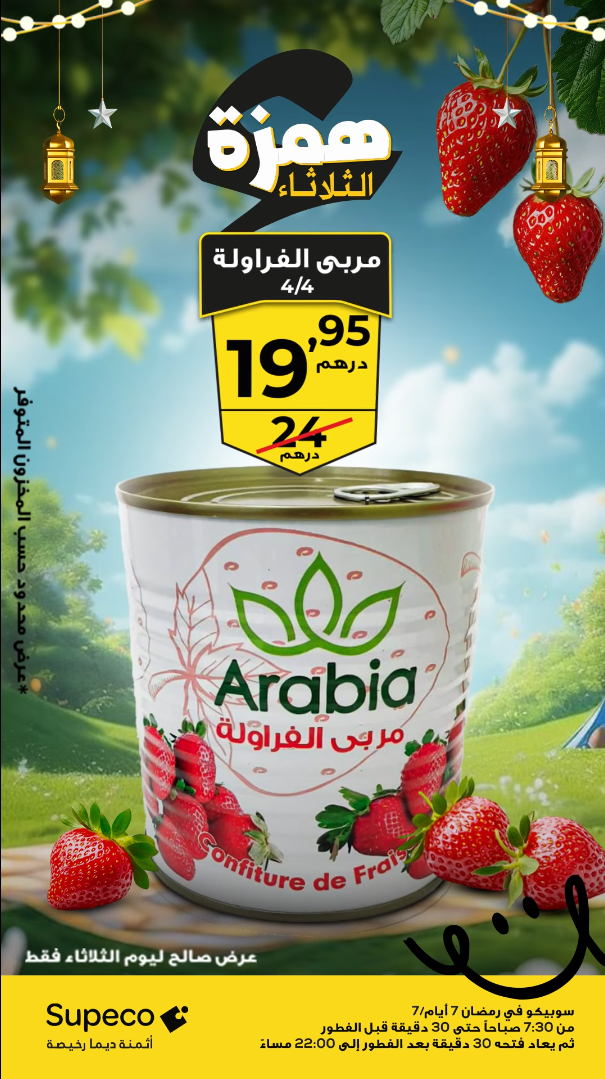 همزة
الثلاثاء
مربى الفراولة
4/4
19,95
درهم
24
درهم
*عرض محدود حسب المخزون المتوفر
Arabia
مربى الفراولة
Confiture de Frais
عرض صالح ليوم الثلاثاء فقط
Supeco
أثمنة ديما رخيصة
سوبيكو في رمضان 7 أيام/7
من 7:30 صباحاً حتى 30 دقيقة قبل الفطور
ثم يعاد فتحه 30 دقيقة بعد الفطور إلى 22:00 مساءً